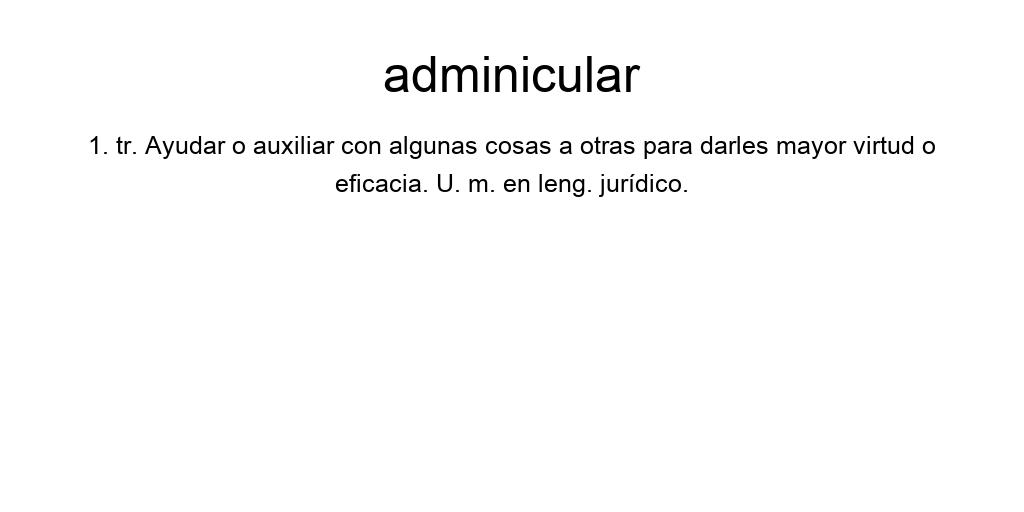 adminicular
1. tr. Ayudar o auxiliar con algunas cosas a otras para darles mayor virtud o
eficacia. U. m. en leng. jurídico.